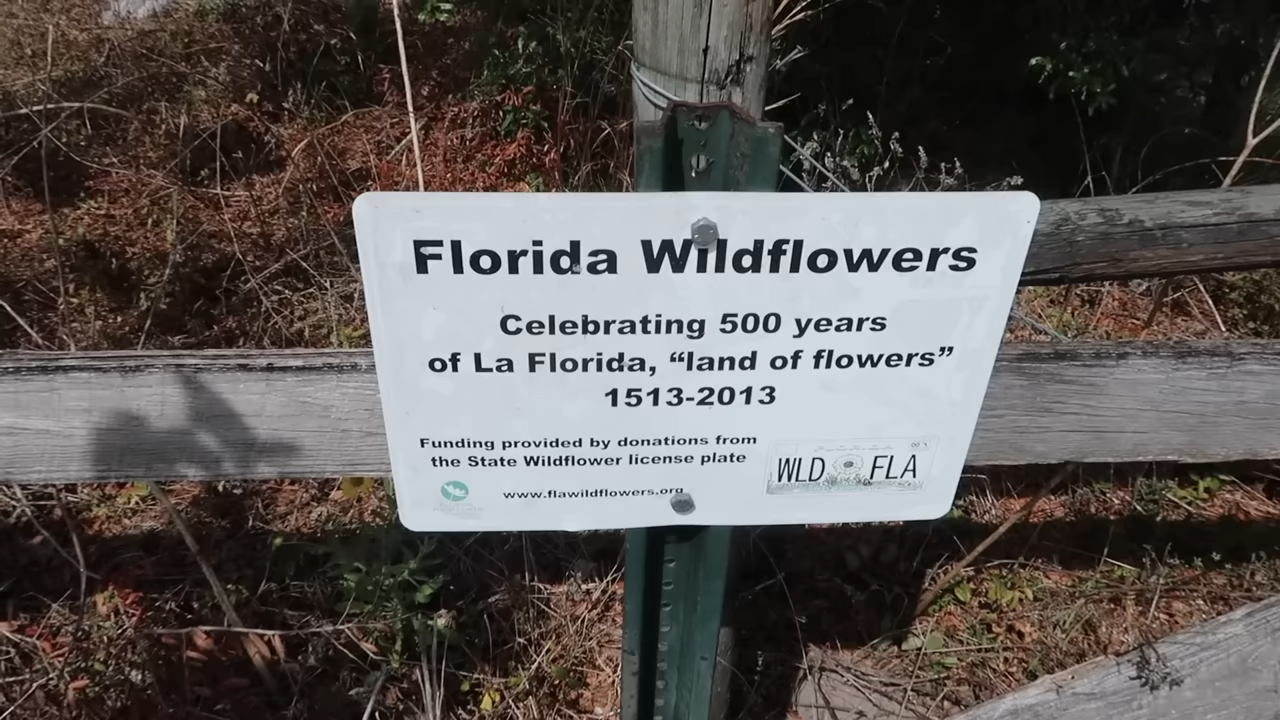 Florida Wildflowers
Celebrating 500 years
of La Florida, “land of flowers”
1513-2013
Funding provided by donations from
the State Wildflower license plate
WLD FLA
www.flawildflowers.org